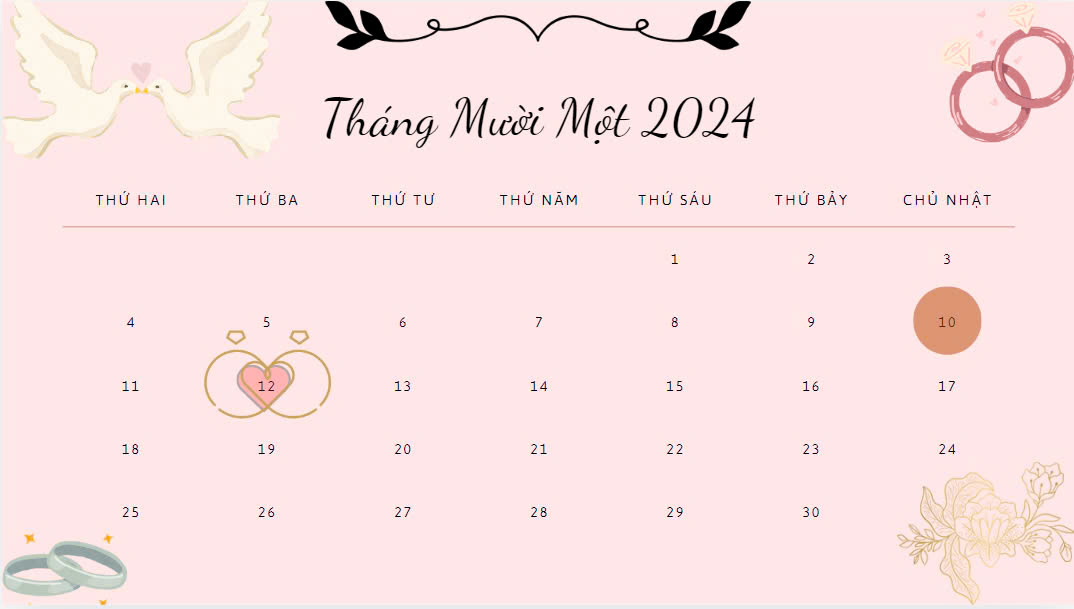 Tháng Mười Một 2024
THỨ HAI THỨ BA THỨ TƯ THỨ NĂM THỨ SÁU THỨ BẢY CHỦ NHẬT
1 2 3
4 5 6 7 8 9 10
11 12 13 14 15 16 17
18 19 20 21 22 23 24
25 26 27 28 29 30